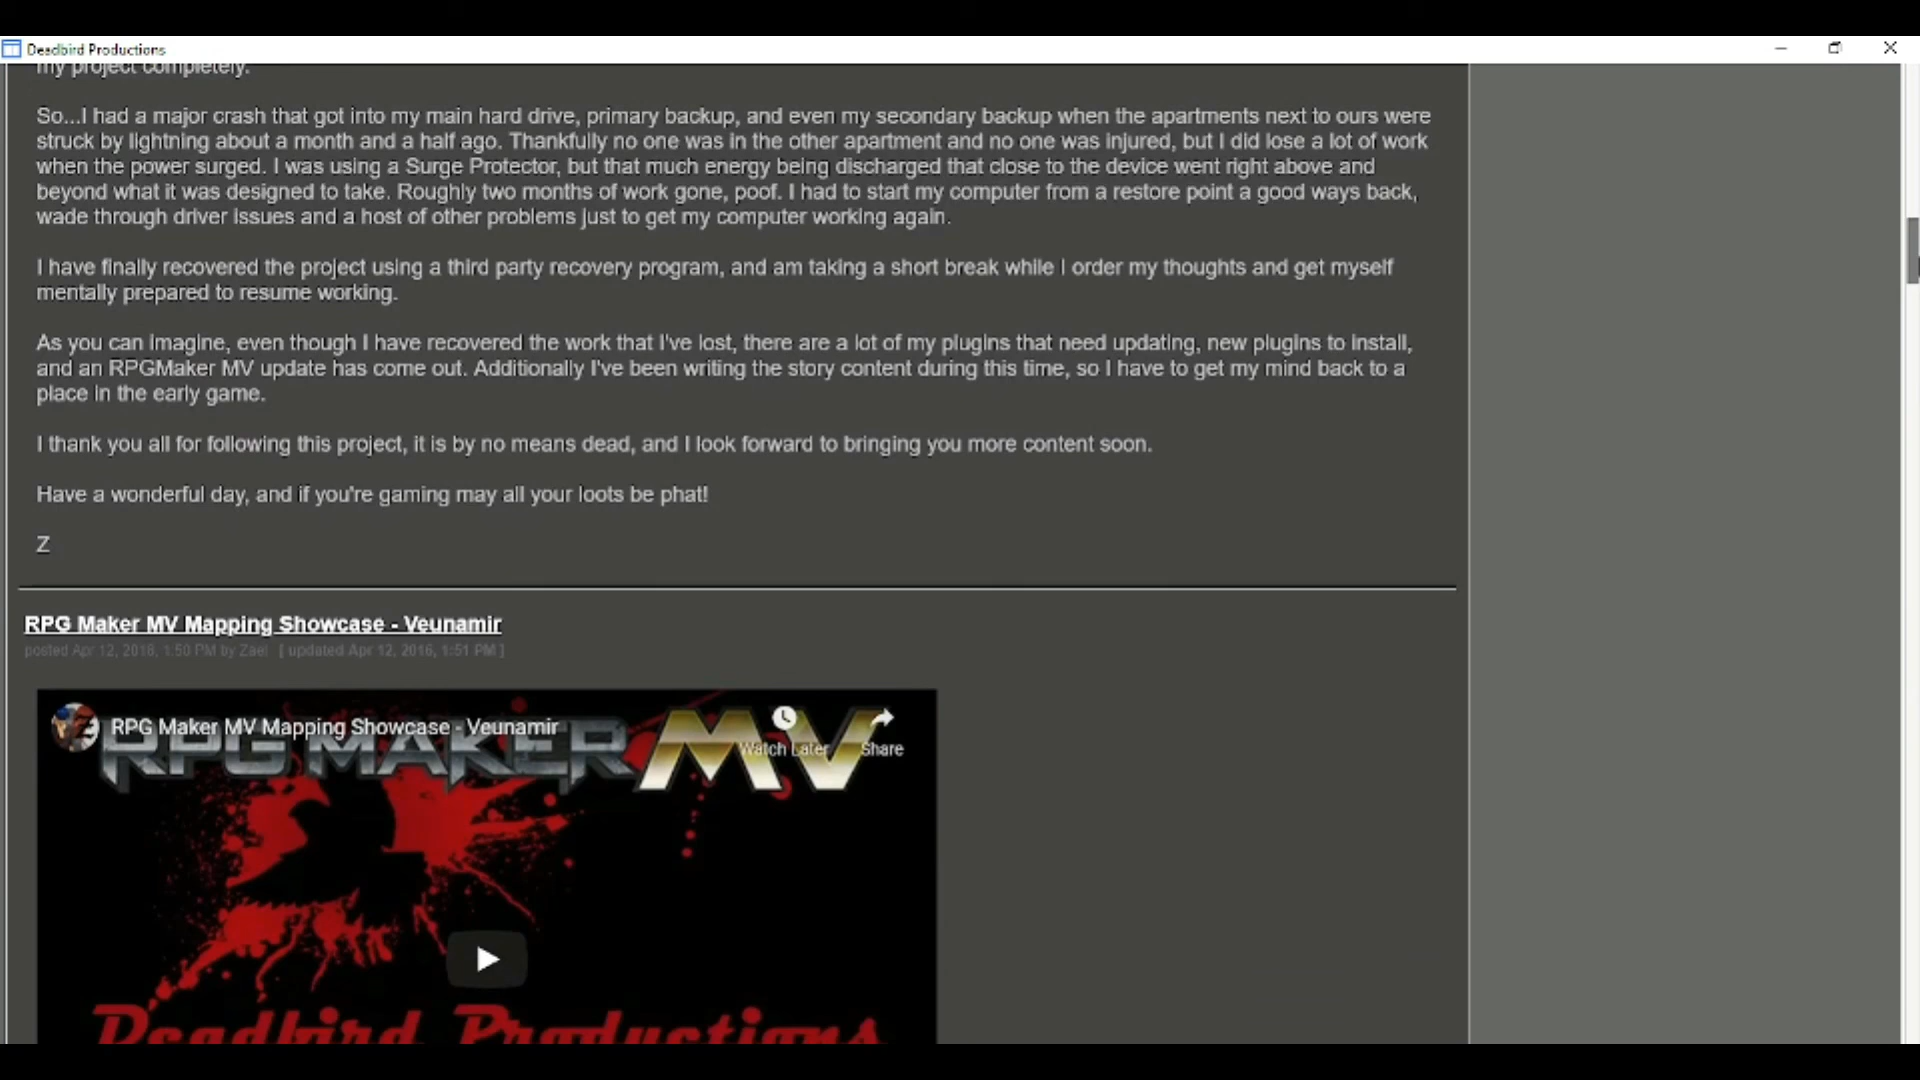 Deadbird Productions
my project completely.
So...I had a major crash that got into my main hard drive, primary backup, and even my secondary backup when the apartments next to ours were
struck by lightning about a month and a half ago. Thankfully no one was in the other apartment and no one was injured, but I did lose a lot of work
when the power surged. I was using a Surge Protector, but that much energy being discharged that close to the device went right above and
beyond what it was designed to take. Roughly two months of work gone, poof. I had to start my computer from a restore point a good ways back,
wade through driver issues and a host of other problems just to get my computer working again.
I have finally recovered the project using a third party recovery program, and am taking a short break while I order my thoughts and get myself
mentally prepared to resume working.
As you can imagine, even though I have recovered the work that I've lost, there are a lot of my plugins that need updating, new plugins to install,
and an RPGMaker MV update has come out. Additionally I've been writing the story content during this time, so I have to get my mind back to a
place in the early game.
I thank you all for following this project, it is by no means dead, and I look forward to bringing you more content soon.
Have a wonderful day, and if you're gaming may all your loots be phat!
Z
RPG Maker MV Mapping Showcase - Veunamir
posted Apr 12, 2016, 1:50 PM by Zael [ updated Apr 12, 2016, 1:51 PM ]
RPG Maker MV Mapping Showcase - Veunamir
Watch Later Share
RPG MAKER MV
Deadbird Productions